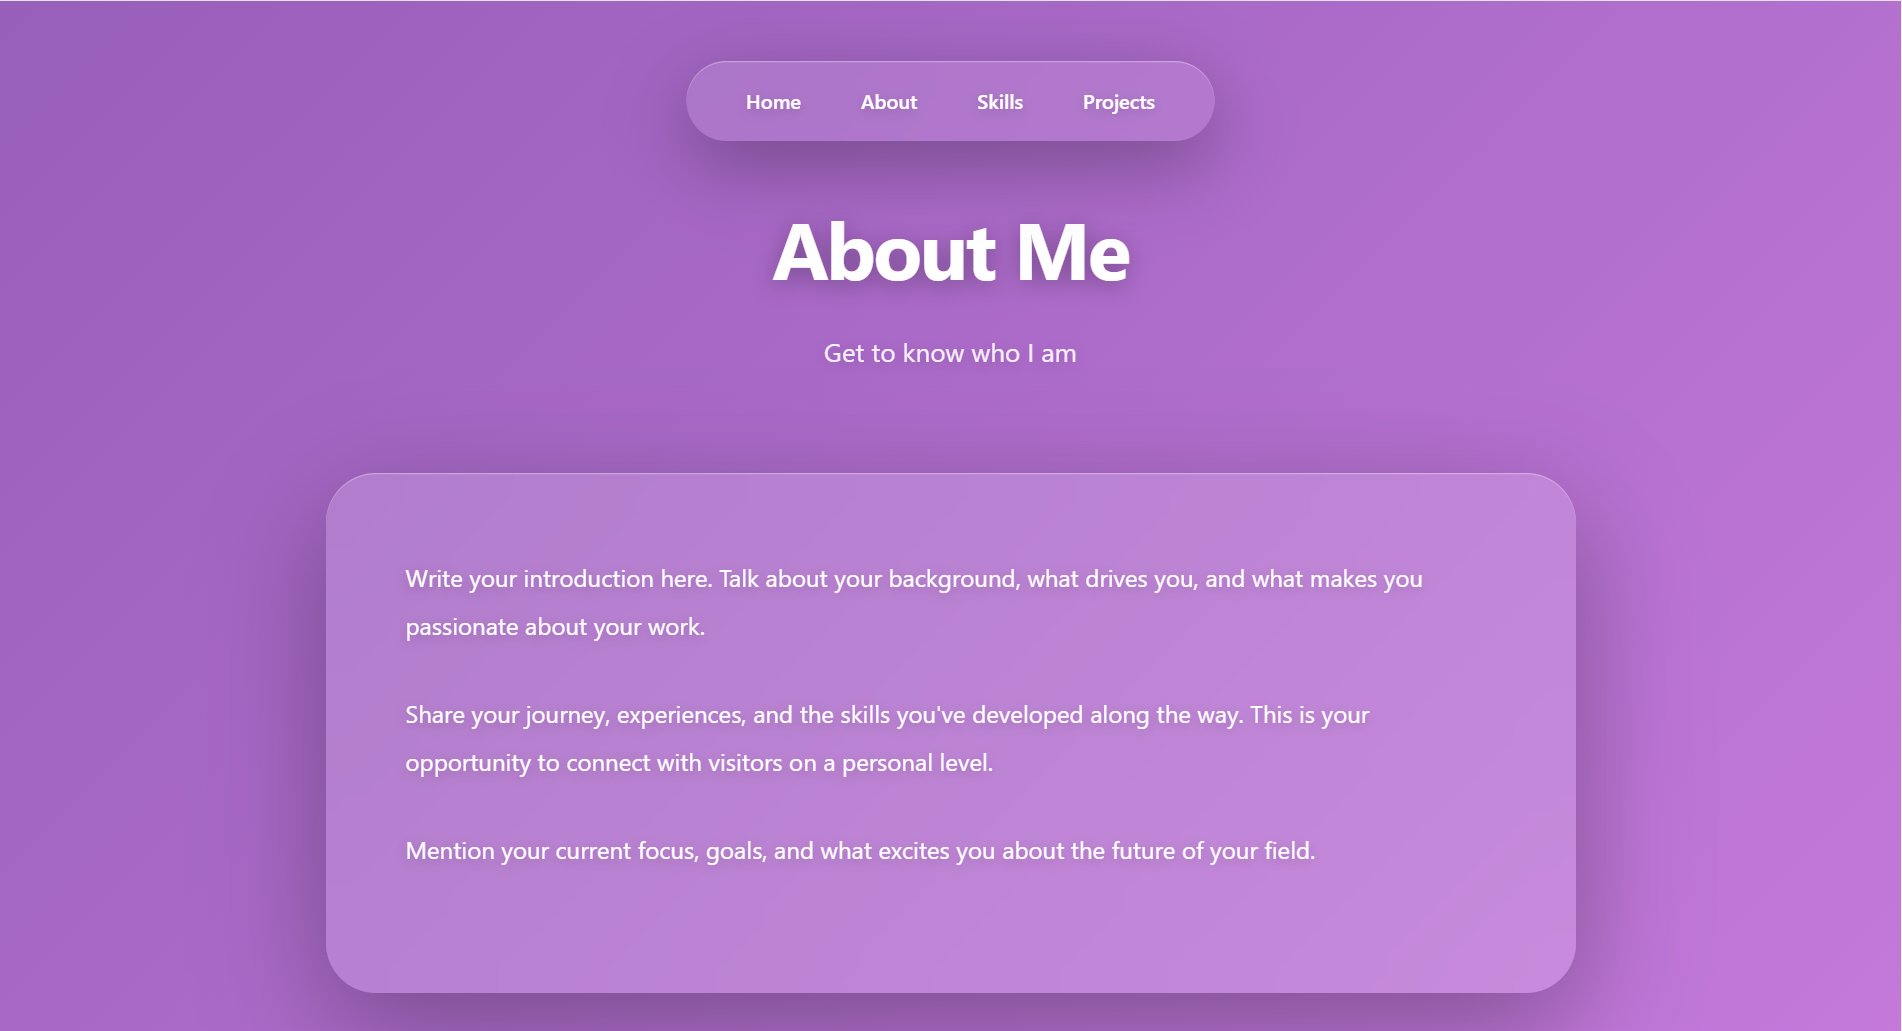 Home About Skills Projects
About Me
Get to know who I am
Write your introduction here. Talk about your background, what drives you, and what makes you
passionate about your work.
Share your journey, experiences, and the skills you've developed along the way. This is your
opportunity to connect with visitors on a personal level.
Mention your current focus, goals, and what excites you about the future of your field.